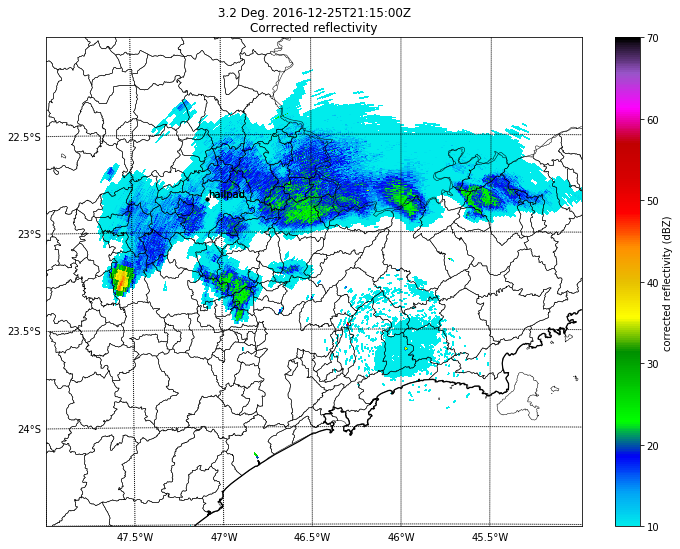 3.2 Deg. 2016-12-25T21:15:00Z
Corrected reflectivity
70
60
50
40
30
20
10
corrected reflectivity (dBZ)
22.5°S
23°S
23.5°S
24°S
47.5°W
47°W
46.5°W
46°W
45.5°W